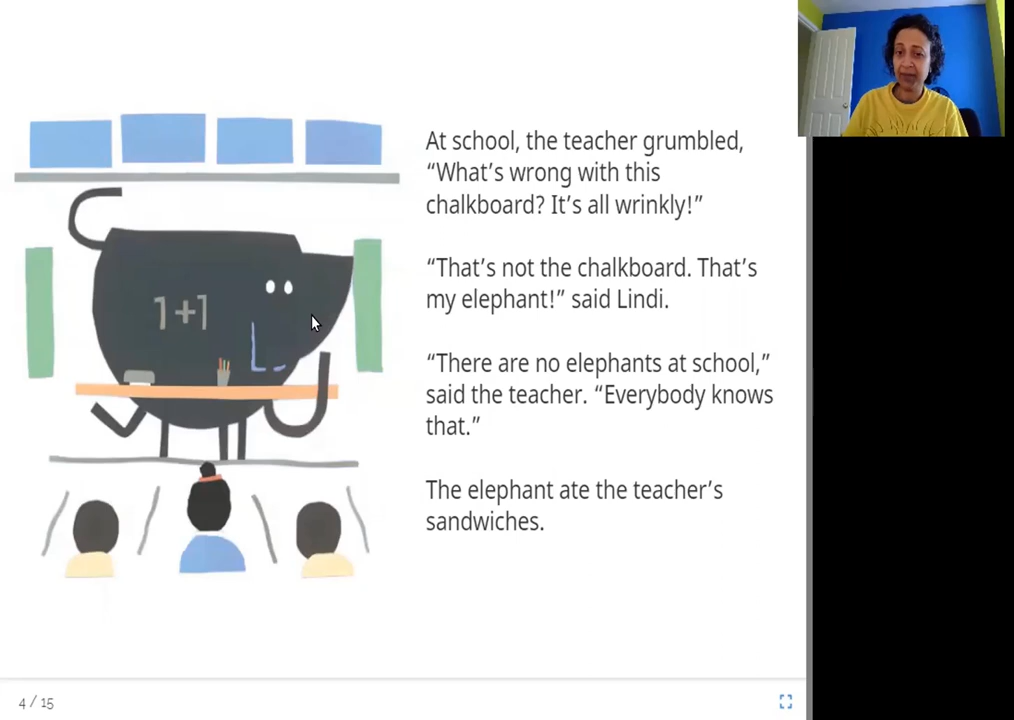 At school, the teacher grumbled,
“What’s wrong with this
chalkboard? It’s all wrinkly!”
“That’s not the chalkboard. That’s
my elephant!” said Lindi.
“There are no elephants at school,”
said the teacher. “Everybody knows
that.”
The elephant ate the teacher’s
sandwiches.
1+1
4 / 15